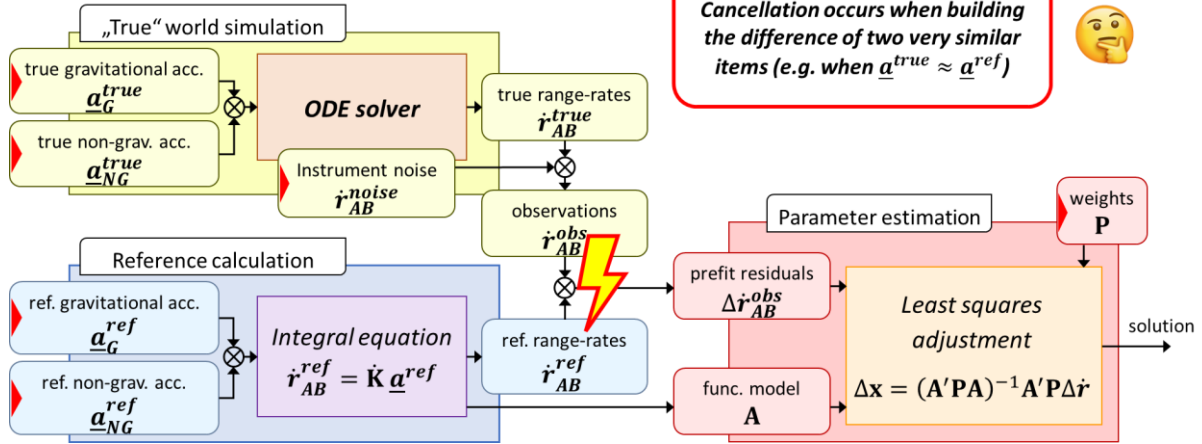 „True“ world simulation
true gravitational acc.
a_G^true
true non-grav. acc.
a_NG^true
ODE solver
true range-rates
ṙ_AB^true
Instrument noise
ṙ_AB^noise
observations
ṙ_AB^obs
Cancellation occurs when building
the difference of two very similar
items (e.g. when a^true ≈ a^ref)
Reference calculation
ref. gravitational acc.
a_G^ref
ref. non-grav. acc.
a_NG^ref
Integral equation
ṙ_AB^ref = K̇ a^ref
ref. range-rates
ṙ_AB^ref
Parameter estimation
weights
P
prefit residuals
Δṙ_AB^obs
func. model
A
Least squares
adjustment
Δx = (A′PA)⁻¹A′PΔṙ
solution